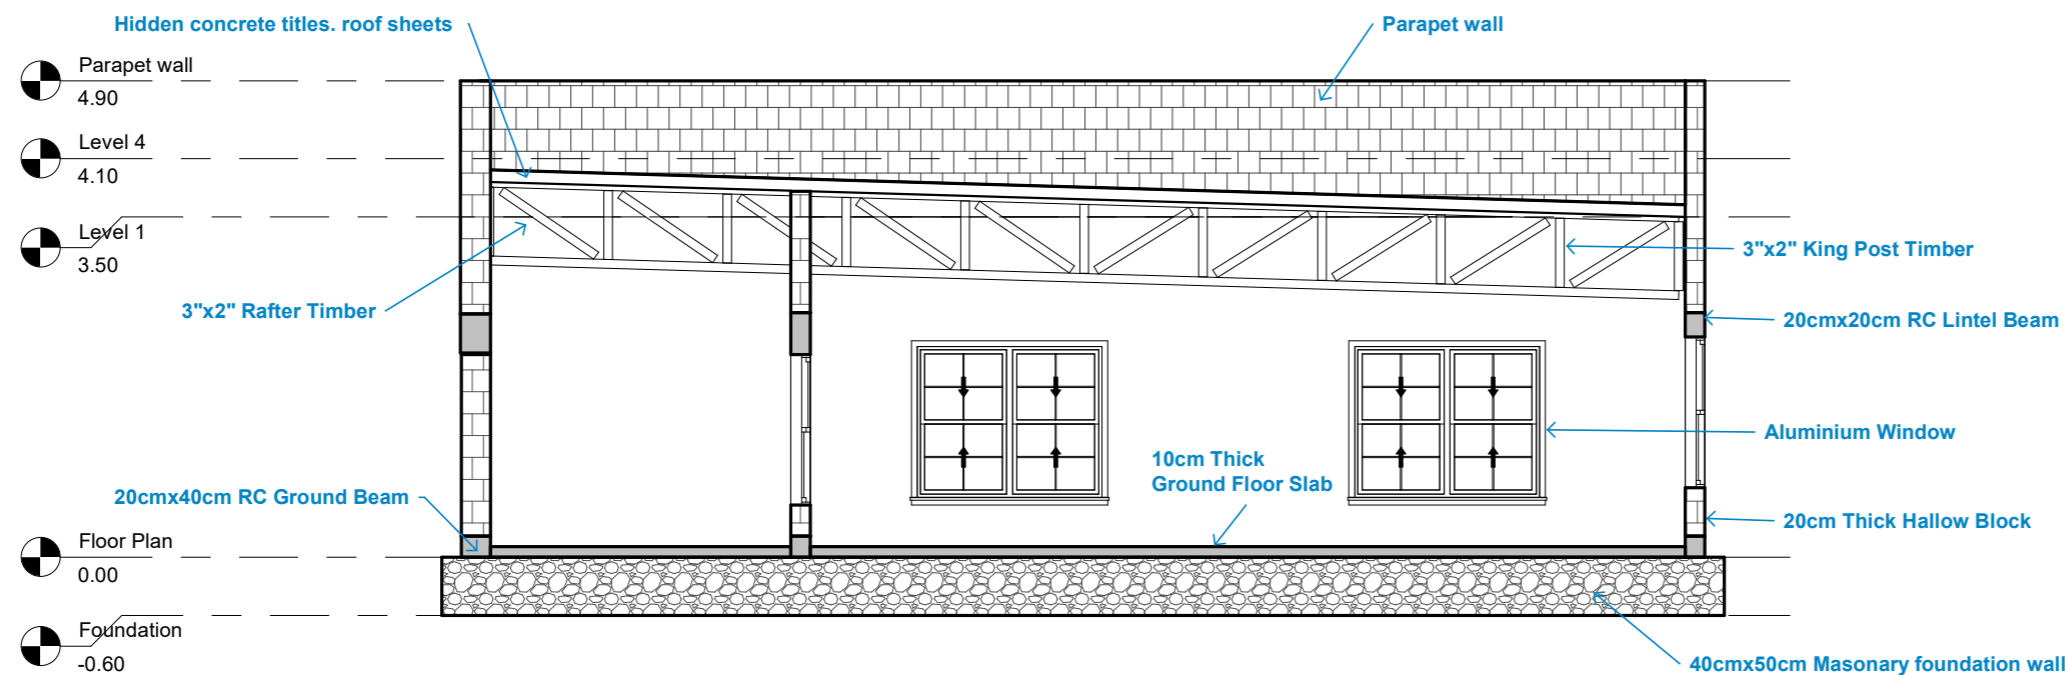 Hidden concrete titles. roof sheets
Parapet wall
Parapet wall
4.90
Level 4
4.10
Level 1
3.50
3"x2" King Post Timber
3"x2" Rafter Timber
20cmx20cm RC Lintel Beam
Aluminium Window
10cm Thick
Ground Floor Slab
20cmx40cm RC Ground Beam
20cm Thick Hallow Block
Floor Plan
0.00
Foundation
-0.60
40cmx50cm Masonary foundation wall